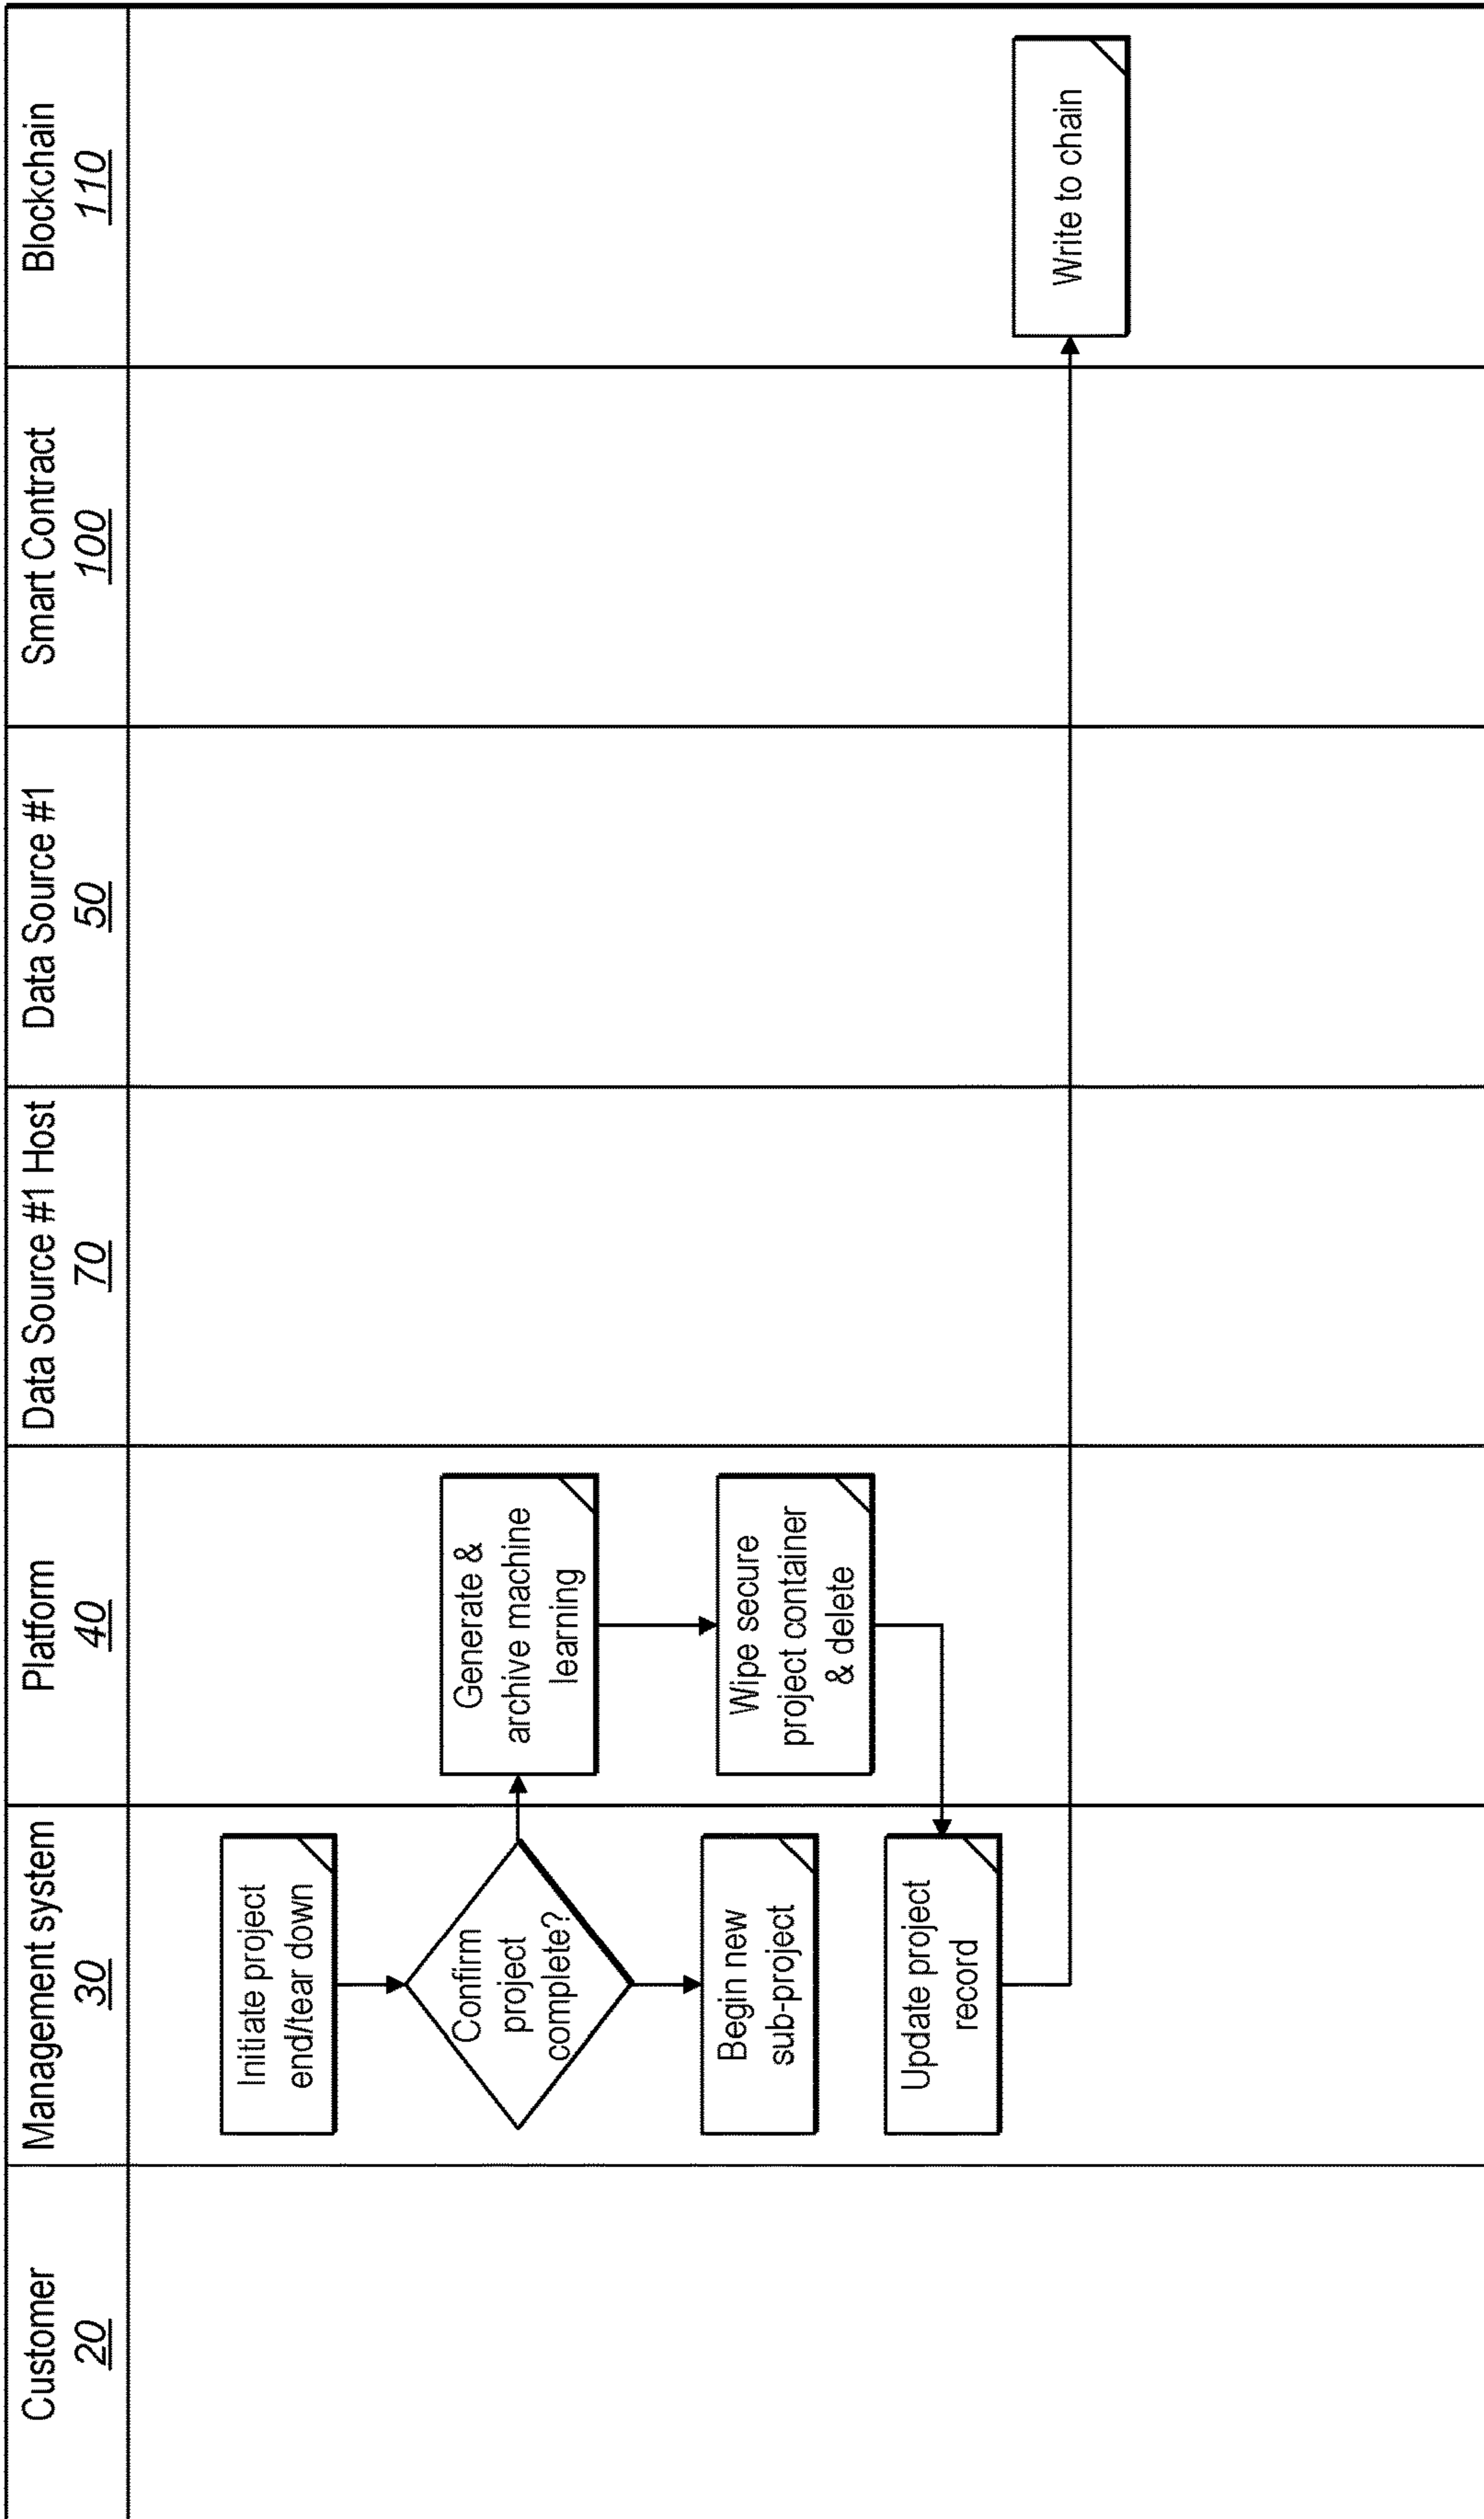 Customer
20
Management system
30
Platform
40
Data Source #1 Host
70
Data Source #1
50
Smart Contract
100
Blockchain
110
Initiate project
end/tear down
Confirm
project
complete?
Generate &
archive machine
learning
Begin new
sub-project
Wipe secure
project container
& delete
Update project
record
Write to chain